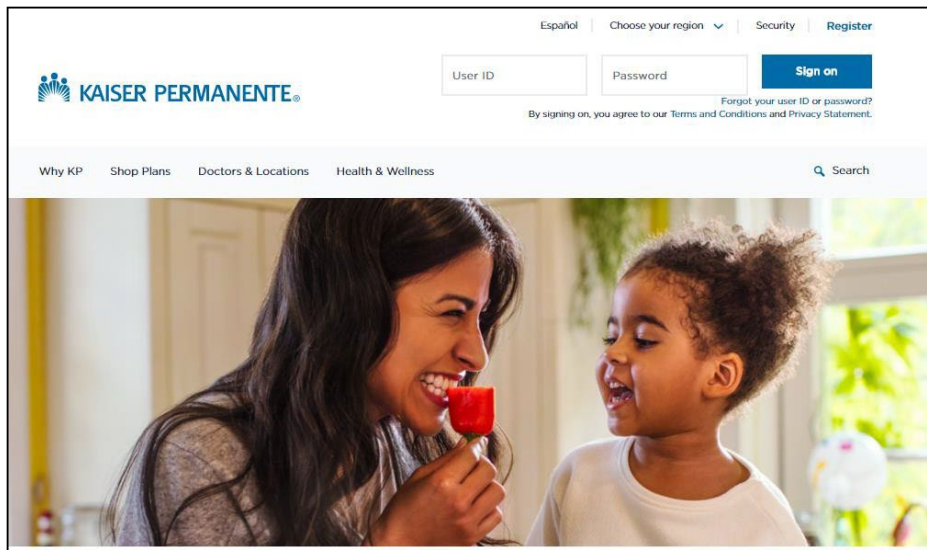 Español Choose your region Security Register
KAISER PERMANENTE®
User ID Password Sign on
Forgot your user ID or password?
By signing on, you agree to our Terms and Conditions and Privacy Statement.
Why KP Shop Plans Doctors & Locations Health & Wellness Search